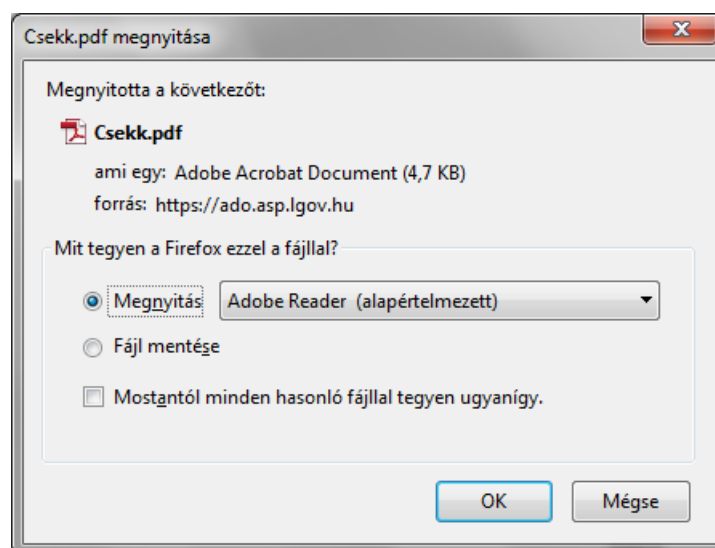 Csekk.pdf megnyitása
Megnyitotta a következőt:
Csekk.pdf
ami egy: Adobe Acrobat Document (4,7 KB)
forrás: https://ado.asp.lgov.hu
Mit tegyen a Firefox ezzel a fájllal?
Megnyitás Adobe Reader (alapértelmezett)
Fájl mentése
Mostantól minden hasonló fájllal tegyen ugyanígy.
OK Mégse